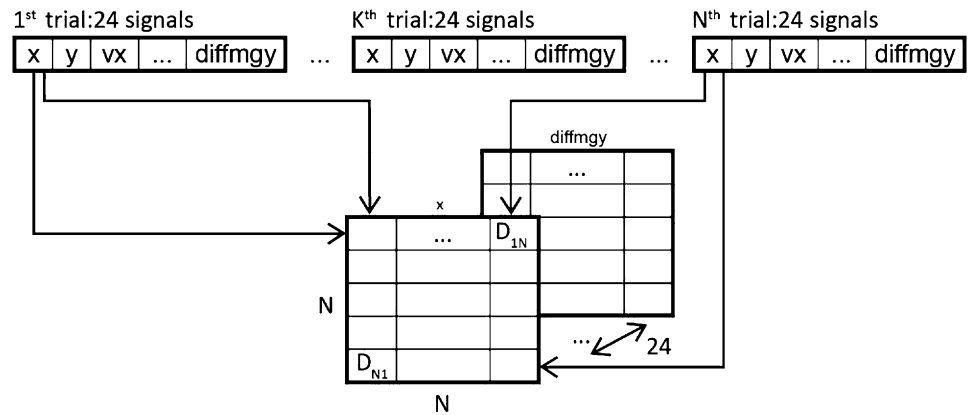 1st trial:24 signals Kth trial:24 signals Nth trial:24 signals
x y vx ... diffmgy ... x y vx ... diffmgy ... x y vx ... diffmgy
diffmgy
...
x
... D1N
N
... 24
DN1
N